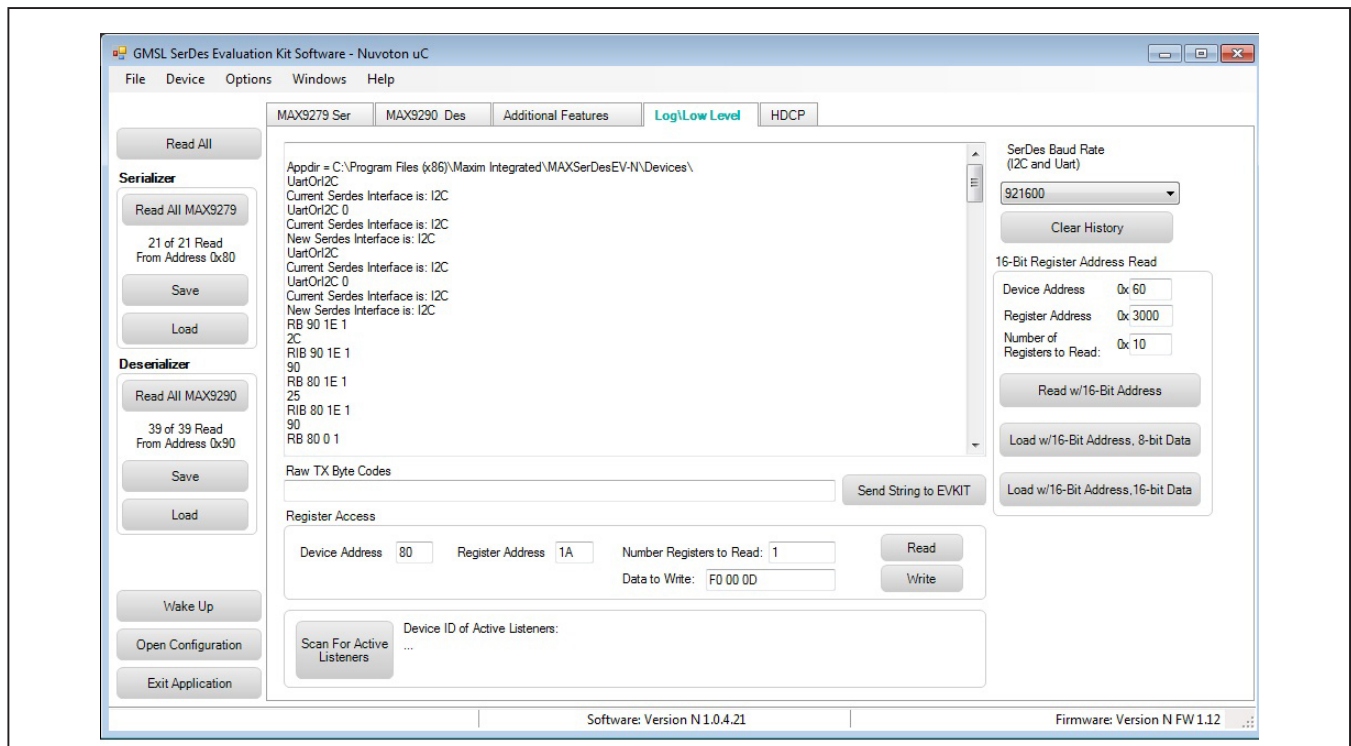 GMSL SerDes Evaluation Kit Software - Nuvoton uC
File Device Options Windows Help
MAX9279 Ser MAX9290 Des Additional Features Log\Low Level HDCP
Read All
Serializer
Read All MAX9279
21 of 21 Read
From Address 0x80
Save
Load
Deserializer
Read All MAX9290
39 of 39 Read
From Address 0x90
Save
Load
Wake Up
Open Configuration
Exit Application
Appdir = C:\Program Files (x86)\Maxim Integrated\MAXSerDesEV-N\Devices\
UartOrI2C
Current Serdes Interface is: I2C
UartOrI2C 0
Current Serdes Interface is: I2C
New Serdes Interface is: I2C
UartOrI2C
Current Serdes Interface is: I2C
UartOrI2C 0
Current Serdes Interface is: I2C
New Serdes Interface is: I2C
RB 90 1E 1
2C
RIB 90 1E 1
90
RB 80 1E 1
25
RIB 80 1E 1
90
RB 80 0 1
Raw TX Byte Codes
Send String to EVKIT
Register Access
Device Address 80 Register Address 1A Number Registers to Read: 1 Read
Data to Write: F0 00 0D Write
Scan For Active
Listeners
Device ID of Active Listeners:
...
SerDes Baud Rate
(I2C and Uart)
921600
Clear History
16-Bit Register Address Read
Device Address 0x 60
Register Address 0x 3000
Number of
Registers to Read: 0x 10
Read w/16-Bit Address
Load w/16-Bit Address, 8-bit Data
Load w/16-Bit Address,16-bit Data
Software: Version N 1.0.4.21 Firmware: Version N FW 1.12